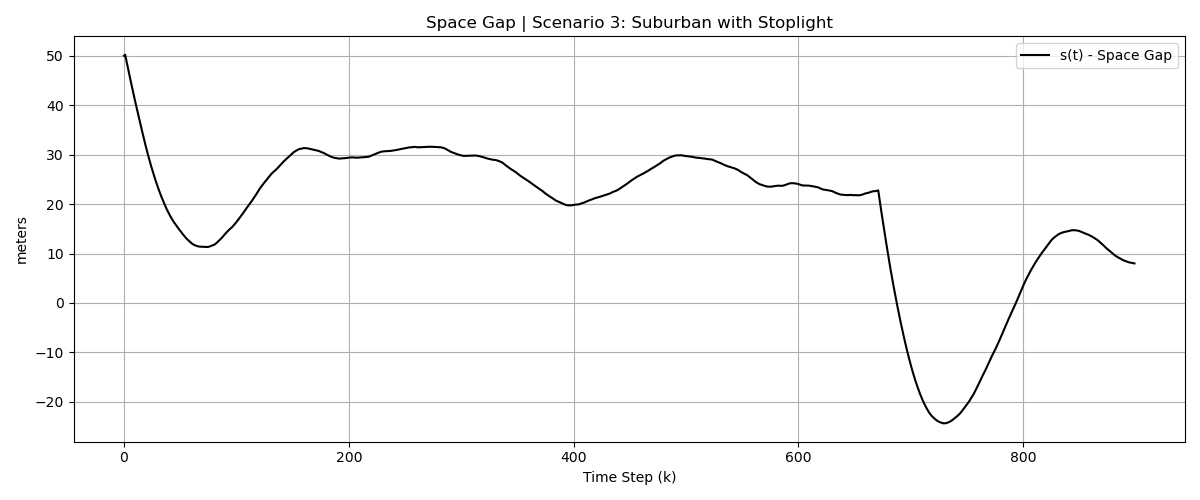 Space Gap | Scenario 3: Suburban with Stoplight
s(t) - Space Gap
50
40
30
20
10
0
−10
−20
meters
0 200 400 600 800
Time Step (k)